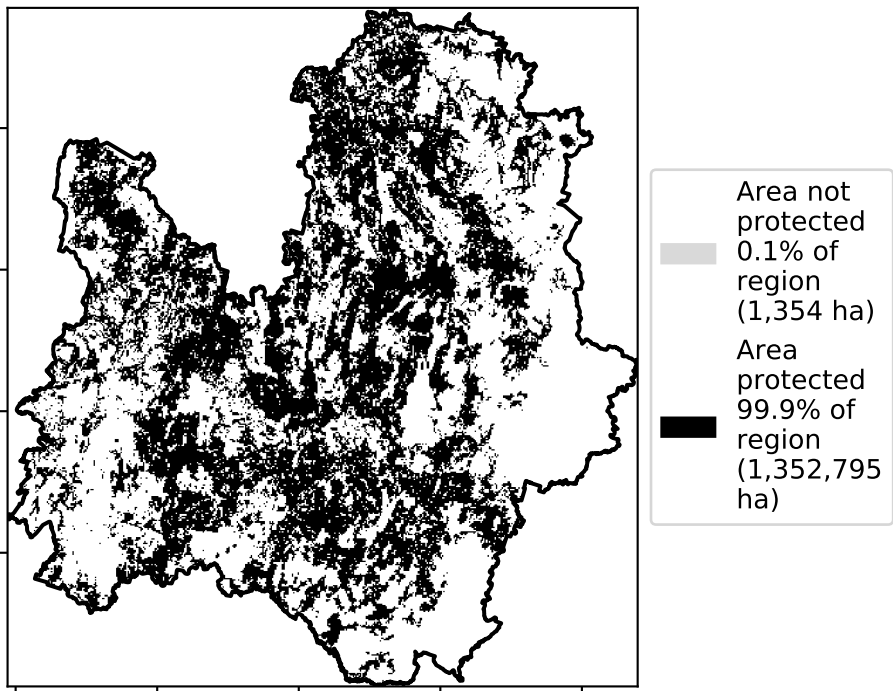 Area not
protected
0.1% of
region
(1,354 ha)
Area
protected
99.9% of
region
(1,352,795
ha)